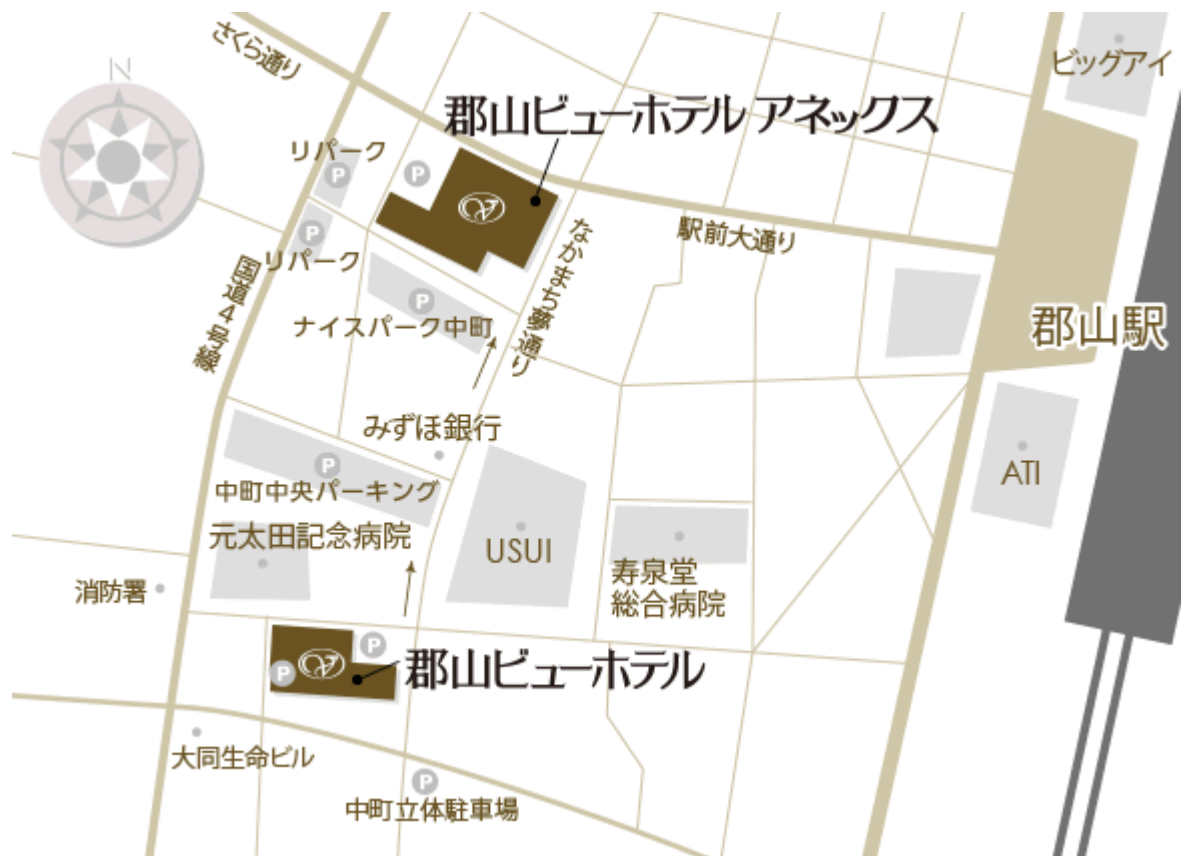 N
さくら通り
ビッグアイ
郡山ビューホテル アネックス
リパーク
P
P
駅前大通り
P
リパーク
なかまち夢通り
国道4号線
P
ナイスパーク中町
郡山駅
みずほ銀行
P
中町中央パーキング
ATI
元太田記念病院
USUI
寿泉堂
総合病院
消防署
P
P
郡山ビューホテル
大同生命ビル
P
中町立体駐車場